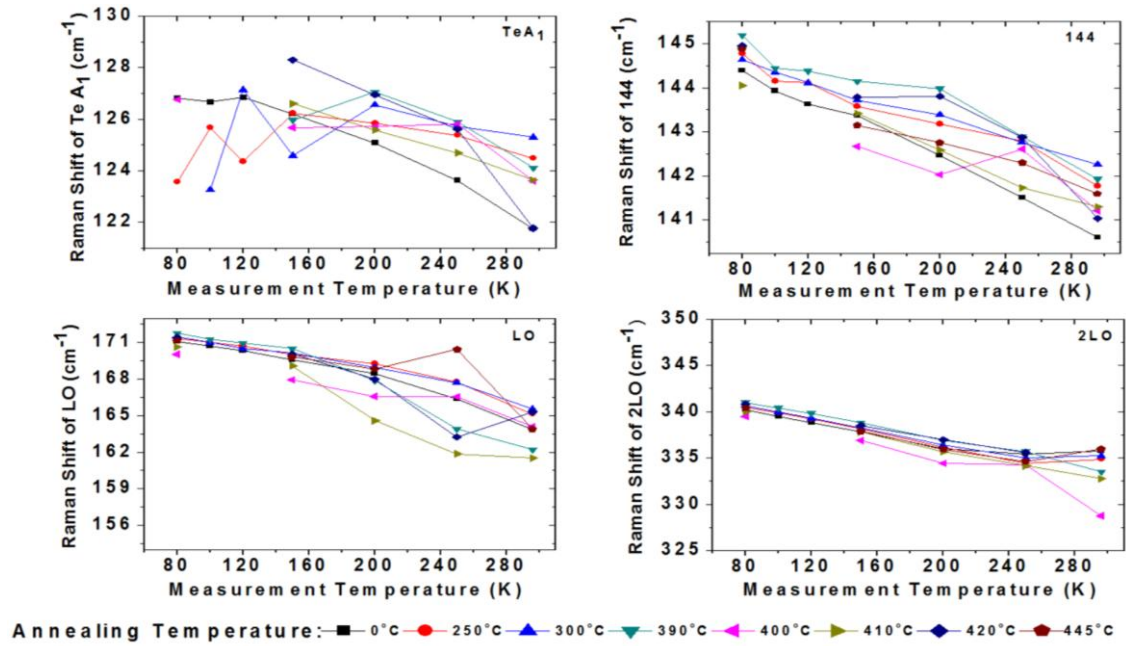 130
128
126
124
122
80 120 160 200 240 280
Raman Shift of Te A1 (cm-1)
Measurement Temperature (K)
TeA1
145
144
143
142
141
80 120 160 200 240 280
Raman Shift of 144 (cm-1)
Measurement Temperature (K)
144
171
168
165
162
159
156
80 120 160 200 240 280
Raman Shift of LO (cm-1)
Measurement Temperature (K)
LO
350
345
340
335
330
325
80 120 160 200 240 280
Raman Shift of 2LO (cm-1)
Measurement Temperature (K)
2LO
Annealing Temperature: 0°C 250°C 300°C 390°C 400°C 410°C 420°C 445°C